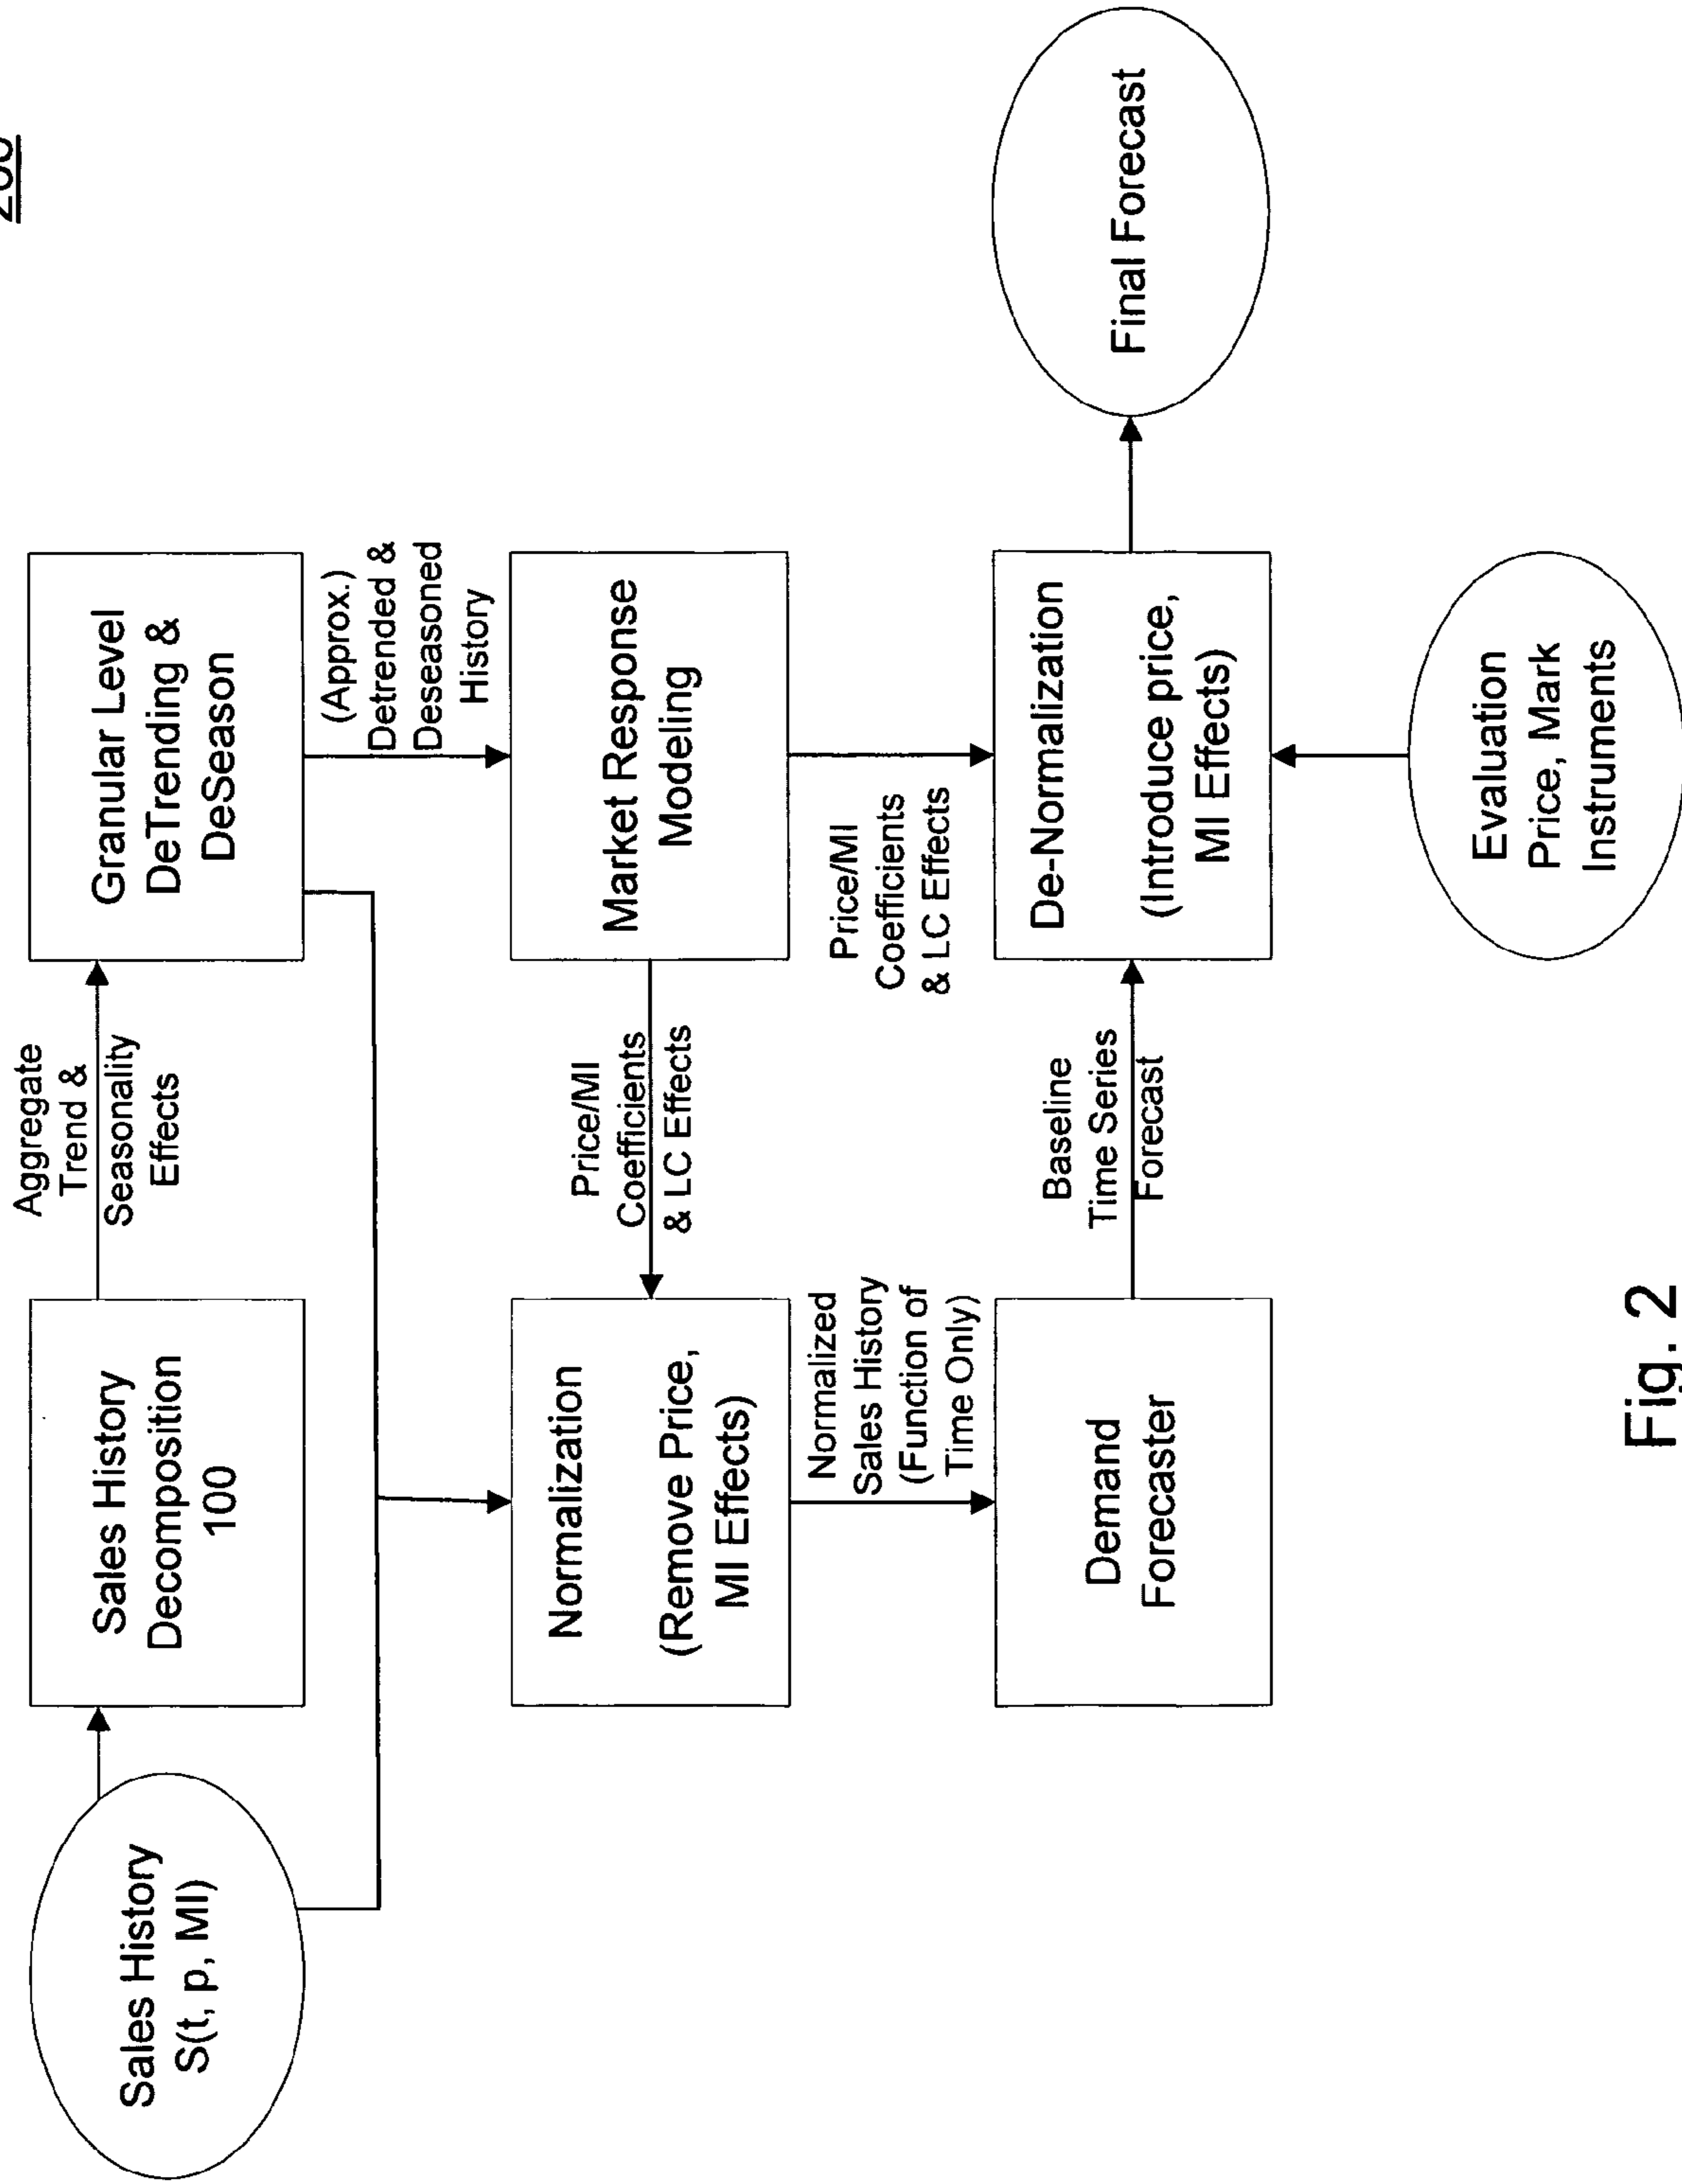 200
Sales History
S(t, p, MI)
Sales History
Decomposition
100
Aggregate
Trend &
Seasonality
Effects
Granular Level
DeTrending &
DeSeason
(Approx.)
Detrended &
Deseasoned
History
Normalization
(Remove Price,
MI Effects)
Price/MI
Coefficients
& LC Effects
Market Response
Modeling
Normalized
Sales History
(Function of
Time Only)
Price/MI
Coefficients
& LC Effects
Demand
Forecaster
Baseline
Time Series
Forecast
De-Normalization
(Introduce price,
MI Effects)
Final Forecast
Evaluation
Price, Mark
Instruments
Fig. 2